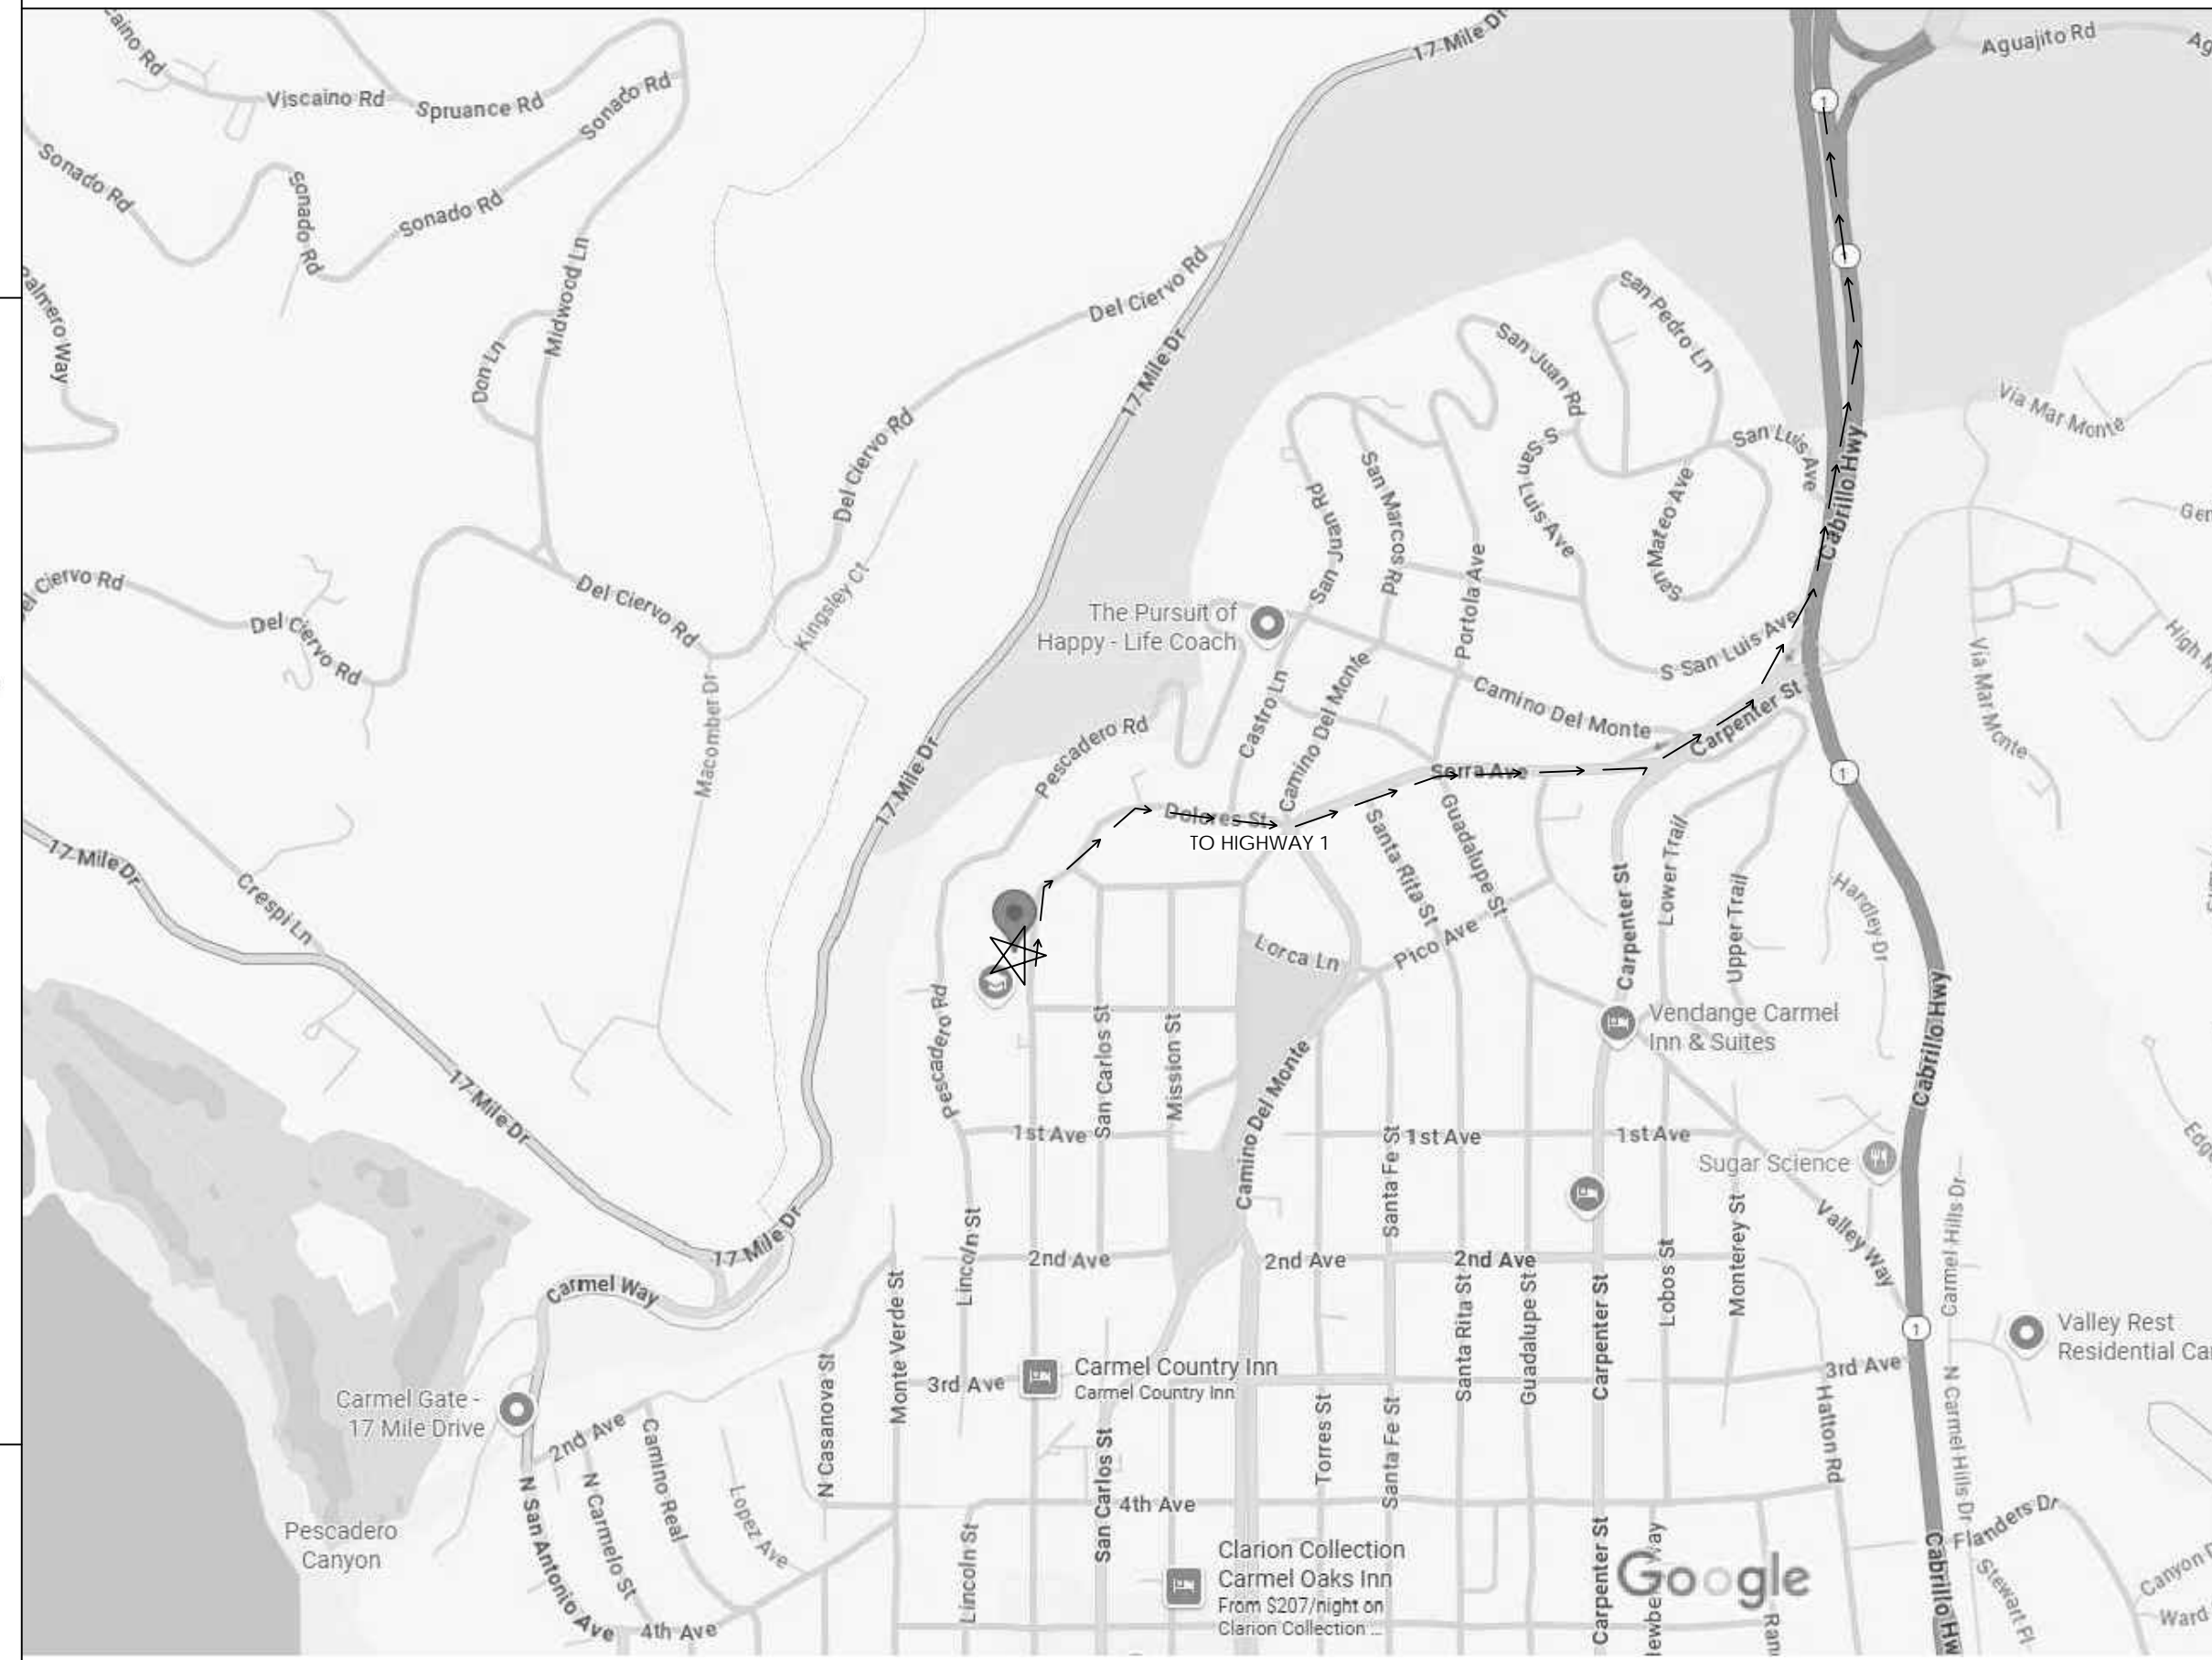 17 Mile Dr
Aguajito Rd
Viscaino Rd
Spruance Rd
Sonado Rd
1
Sonado Rd
Sonado Rd
Sonado Rd
Midwood Ln
Del Ciervo Rd
1
San Pedro Ln
Palmero Way
Don Ln
17 Mile Dr
San Juan Rd
Via Mar Monte
Del Ciervo Rd
San Luis Ave
S San Luis Ave
San Marcos Rd
San Juan Rd
San Mateo Ave
Cabrillo Hwy
Portola Ave
Del Ciervo Rd
Del Ciervo Rd
Kingsley Ct
The Pursuit of
Happy - Life Coach
Del Ciervo Rd
S San Luis Ave
Via Mar Monte
Macomber Dr
Castro Ln
Camino Del Monte
Camino Del Monte
Carpenter St
Pescadero Rd
17 Mile Dr
Serra Ave
1
Dolores St
TO HIGHWAY 1
17 Mile Dr
Crespi Ln
Santa Rita St
Guadalupe St
Carpenter St
Lower Trail
Upper Trail
Hardley Dr
Lorca Ln
Pico Ave
Pescadero Rd
San Carlos St
Mission St
Vendange Carmel
Inn & Suites
Cabrillo Hwy
17 Mile Dr
Camino Del Monte
1st Ave
Santa Fe St
1st Ave
1st Ave
Sugar Science
17 Mile Dr
Lincoln St
2nd Ave
2nd Ave
2nd Ave
Monterey St
Valley Way
Carmel Hills Dr
Carmel Way
Monte Verde St
Santa Rita St
Guadalupe St
Carpenter St
Lobos St
1
Valley Rest
Carmel Gate -
17 Mile Drive
N Casanova St
3rd Ave
Carmel Country Inn
Carmel Country Inn
3rd Ave
2nd Ave
Camino Real
Torres St
Santa Fe St
Hatton Rd
N Carmel Hills Dr
N San Antonio Ave
N Carmelo St
Lopez Ave
San Carlos St
4th Ave
Pescadero
Canyon
Lincoln St
Clarion Collection
Carmel Oaks Inn
From $207/night on
Clarion Collection ...
Carpenter St
Google
Flanders Dr
4th Ave